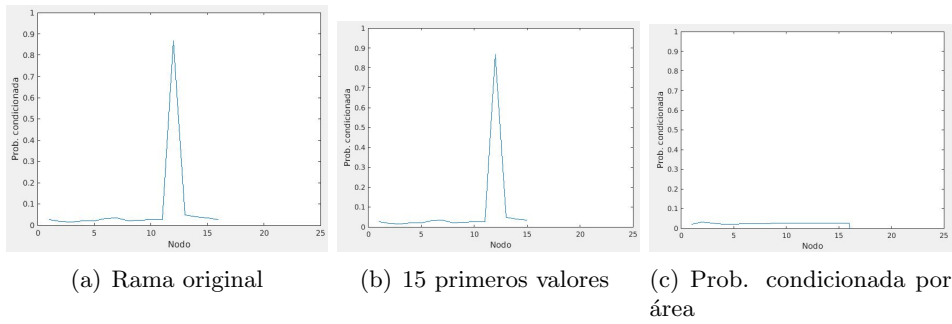 1
0.9
0.8
0.7
0.6
0.5
0.4
0.3
0.2
0.1
0
Prob. condicionada
0 5 10 15 20 25
Nodo
(a) Rama original
1
0.9
0.8
0.7
0.6
0.5
0.4
0.3
0.2
0.1
0
Prob. condicionada
0 5 10 15 20 25
Nodo
(b) 15 primeros valores
1
0.9
0.8
0.7
0.6
0.5
0.4
0.3
0.2
0.1
0
Prob. condicionada
0 5 10 15 20 25
Nodo
(c) Prob. condicionada por
área